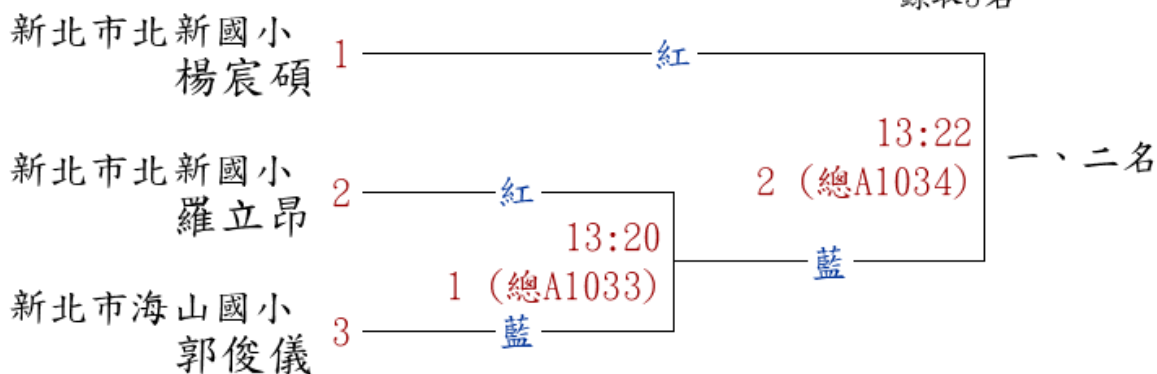 新北市北新國小
楊宸碩
1
紅
13:22
2 (總A1034)
一、二名
新北市北新國小
羅立昂
2
紅
13:20
1 (總A1033)
藍
新北市海山國小
郭俊儀
3
藍